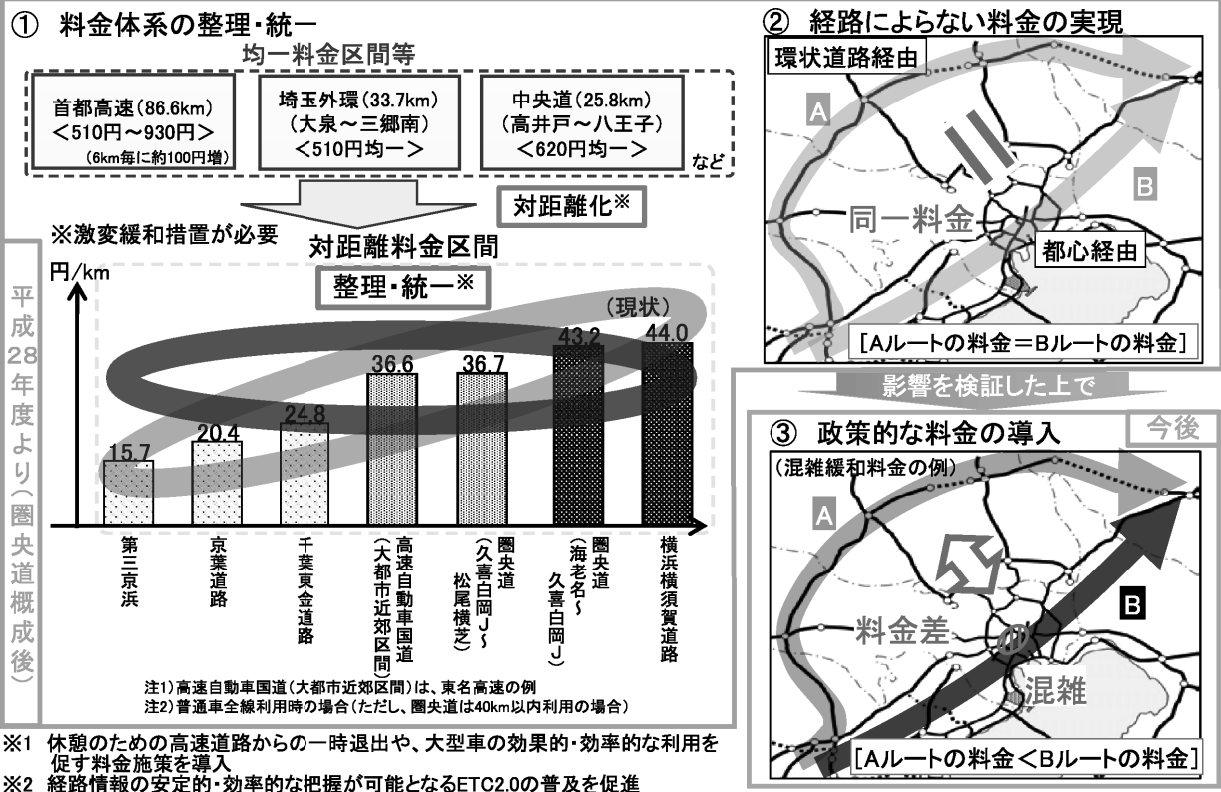 ① 料金体系の整理・統一
均一料金区間等
首都高速（86.6km）
＜510円～930円＞
（6km毎に約100円増）
埼玉外環（33.7km）
（大泉～三郷南）
＜510円均一＞
中央道（25.8km）
（高井戸～八王子）
＜620円均一＞
など
対距離化※
※激変緩和措置が必要
対距離料金区間
整理・統一※
円/km
（現状）
15.7
20.4
24.8
36.6
36.7
43.2
44.0
第三京浜
京葉道路
千葉東金道路
高速自動車国道
（大都市近郊区間）
圏央道
（久喜白岡J～
松尾横芝）
圏央道
（海老名～
久喜白岡J）
横浜横須賀道路
注1）高速自動車国道（大都市近郊区間）は、東名高速の例
注2）普通車全線利用時の場合（ただし、圏央道は40km以内利用の場合）
平成28年度より（圏央道概成後）
※1 休憩のための高速道路からの一時退出や、大型車の効果的・効率的な利用を
促す料金施策を導入
※2 経路情報の安定的・効率的な把握が可能となるETC2.0の普及を促進
② 経路によらない料金の実現
環状道路経由
A
B
同一料金
都心経由
［Aルートの料金＝Bルートの料金］
影響を検証した上で
今後
③ 政策的な料金の導入
（混雑緩和料金の例）
A
B
料金差
混雑
［Aルートの料金＜Bルートの料金］